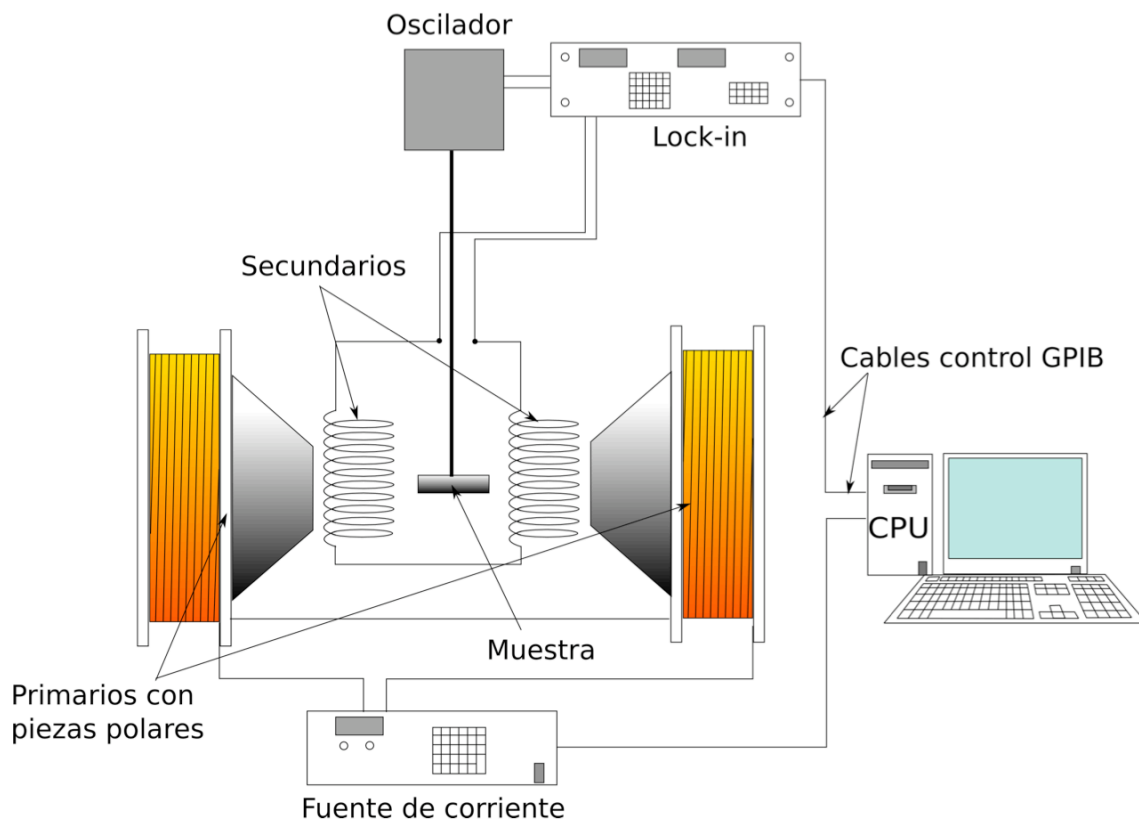 Oscilador
Lock-in
Secundarios
Cables control GPIB
CPU
Muestra
Primarios con
piezas polares
Fuente de corriente